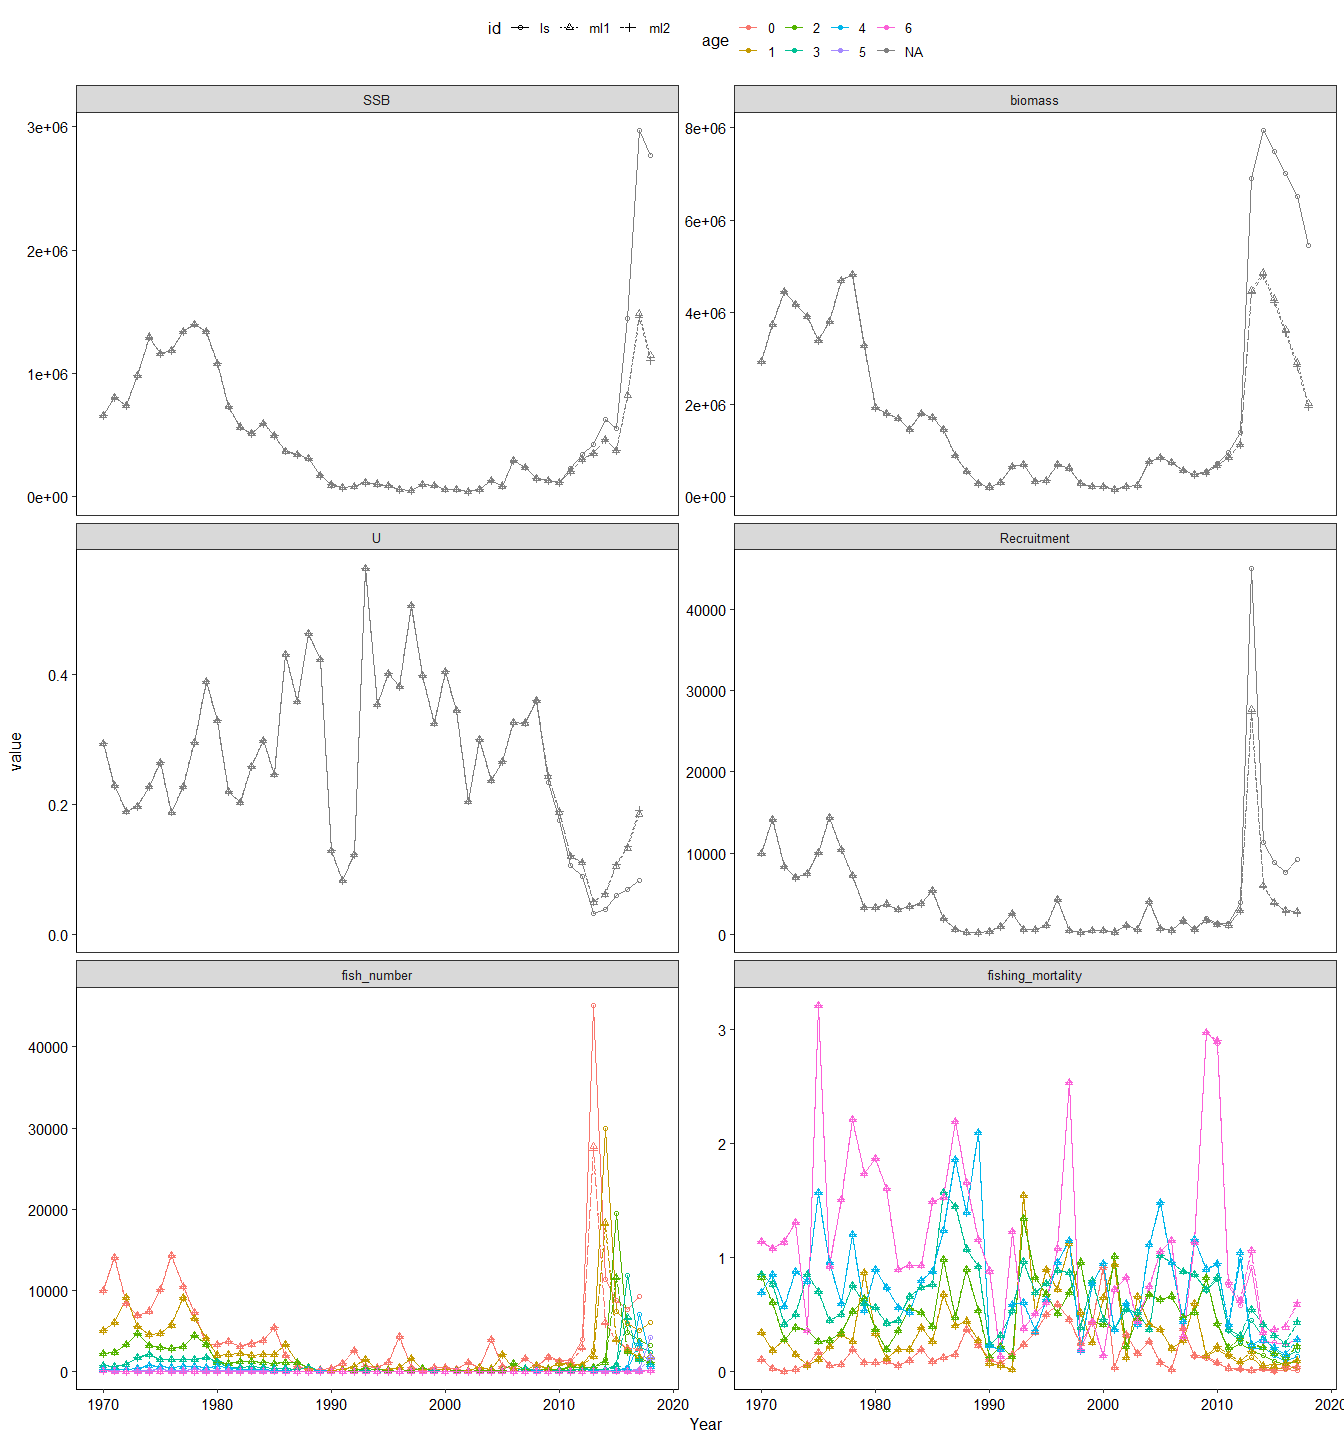 id ls ml1 ml2
age 0 2 4 6
1 3 5 NA
SSB
biomass
3e+06
2e+06
1e+06
0e+00
8e+06
6e+06
4e+06
2e+06
0e+00
U
Recruitment
0.4
0.2
0.0
40000
30000
20000
10000
0
fish_number
fishing_mortality
40000
30000
20000
10000
0
3
2
1
0
1970 1980 1990 2000 2010 2020
1970 1980 1990 2000 2010 2020
value
Year